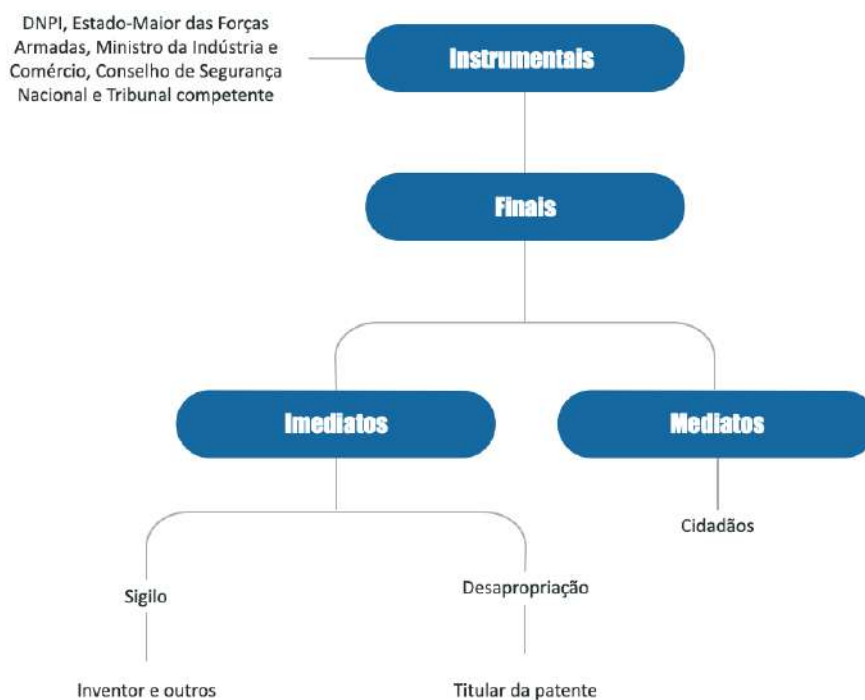 DNPI, Estado-Maior das Forças
Armadas, Ministro da Indústria e
Comércio, Conselho de Segurança
Nacional e Tribunal competente
Instrumentais
Finais
Imediatos
Mediatos
Cidadãos
Sigilo
Desapropriação
Inventor e outros
Titular da patente